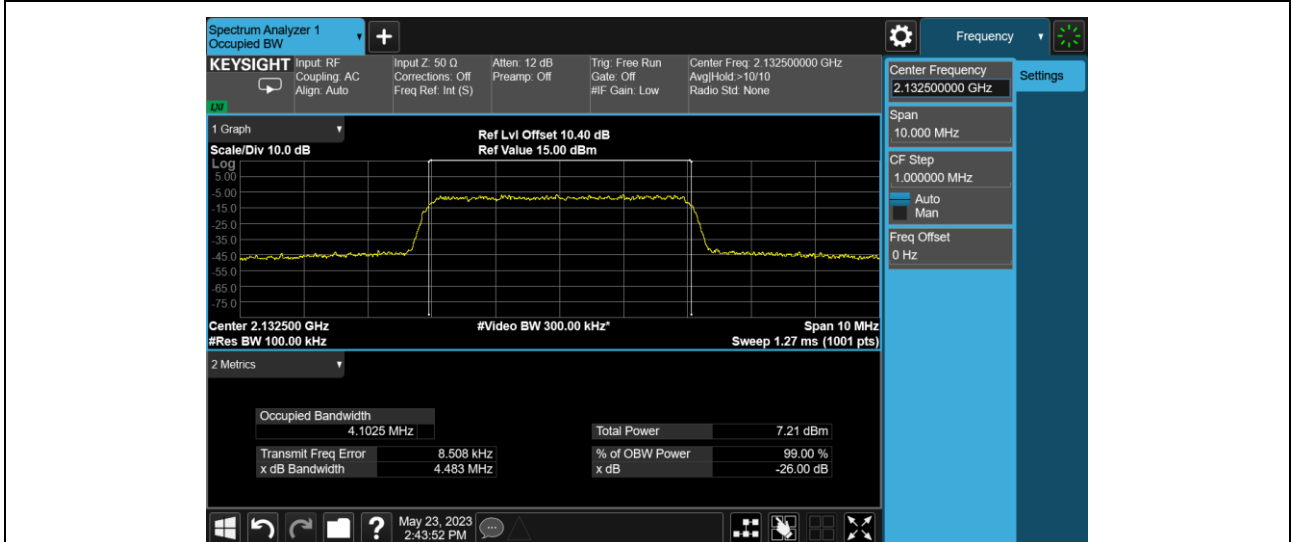 Spectrum Analyzer 1
Occupied BW
Frequency
KEYSIGHT
Input: RF
Coupling: AC
Align: Auto
Input Z: 50 Ω
Corrections: Off
Freq Ref: Int (S)
Atten: 12 dB
Preamp: Off
Trig: Free Run
Gate: Off
#IF Gain: Low
Center Freq: 2.132500000 GHz
Avg|Hold:>10/10
Radio Std: None
LXI
Center Frequency
2.132500000 GHz
Settings
Span
10.000 MHz
CF Step
1.000000 MHz
Auto
Man
Freq Offset
0 Hz
1 Graph
Scale/Div 10.0 dB
Ref Lvl Offset 10.40 dB
Ref Value 15.00 dBm
Log
5.00
-5.00
-15.0
-25.0
-35.0
-45.0
-55.0
-65.0
-75.0
Center 2.132500 GHz
#Video BW 300.00 kHz*
Span 10 MHz
#Res BW 100.00 kHz
Sweep 1.27 ms (1001 pts)
2 Metrics
Occupied Bandwidth
4.1025 MHz
Total Power 7.21 dBm
Transmit Freq Error 8.508 kHz
% of OBW Power 99.00 %
x dB Bandwidth 4.483 MHz
x dB -26.00 dB
?
May 23, 2023
2:43:52 PM